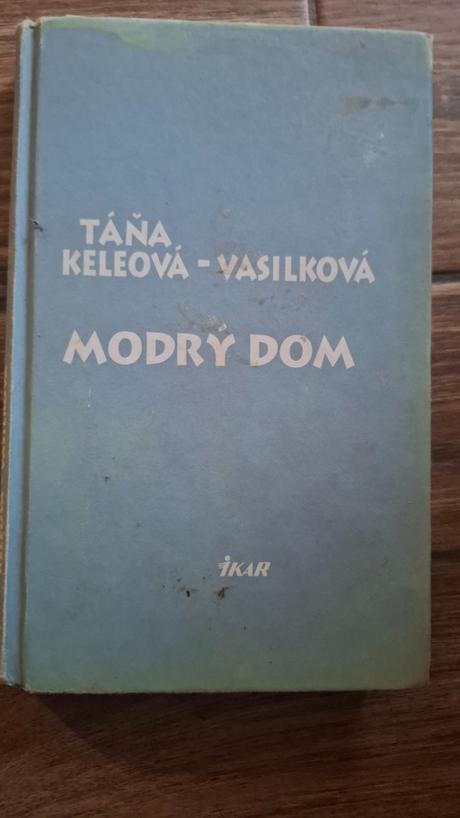 TÁŇA
KELEOVÁ-VASILKOVÁ
MODRÝ DOM
IKAR